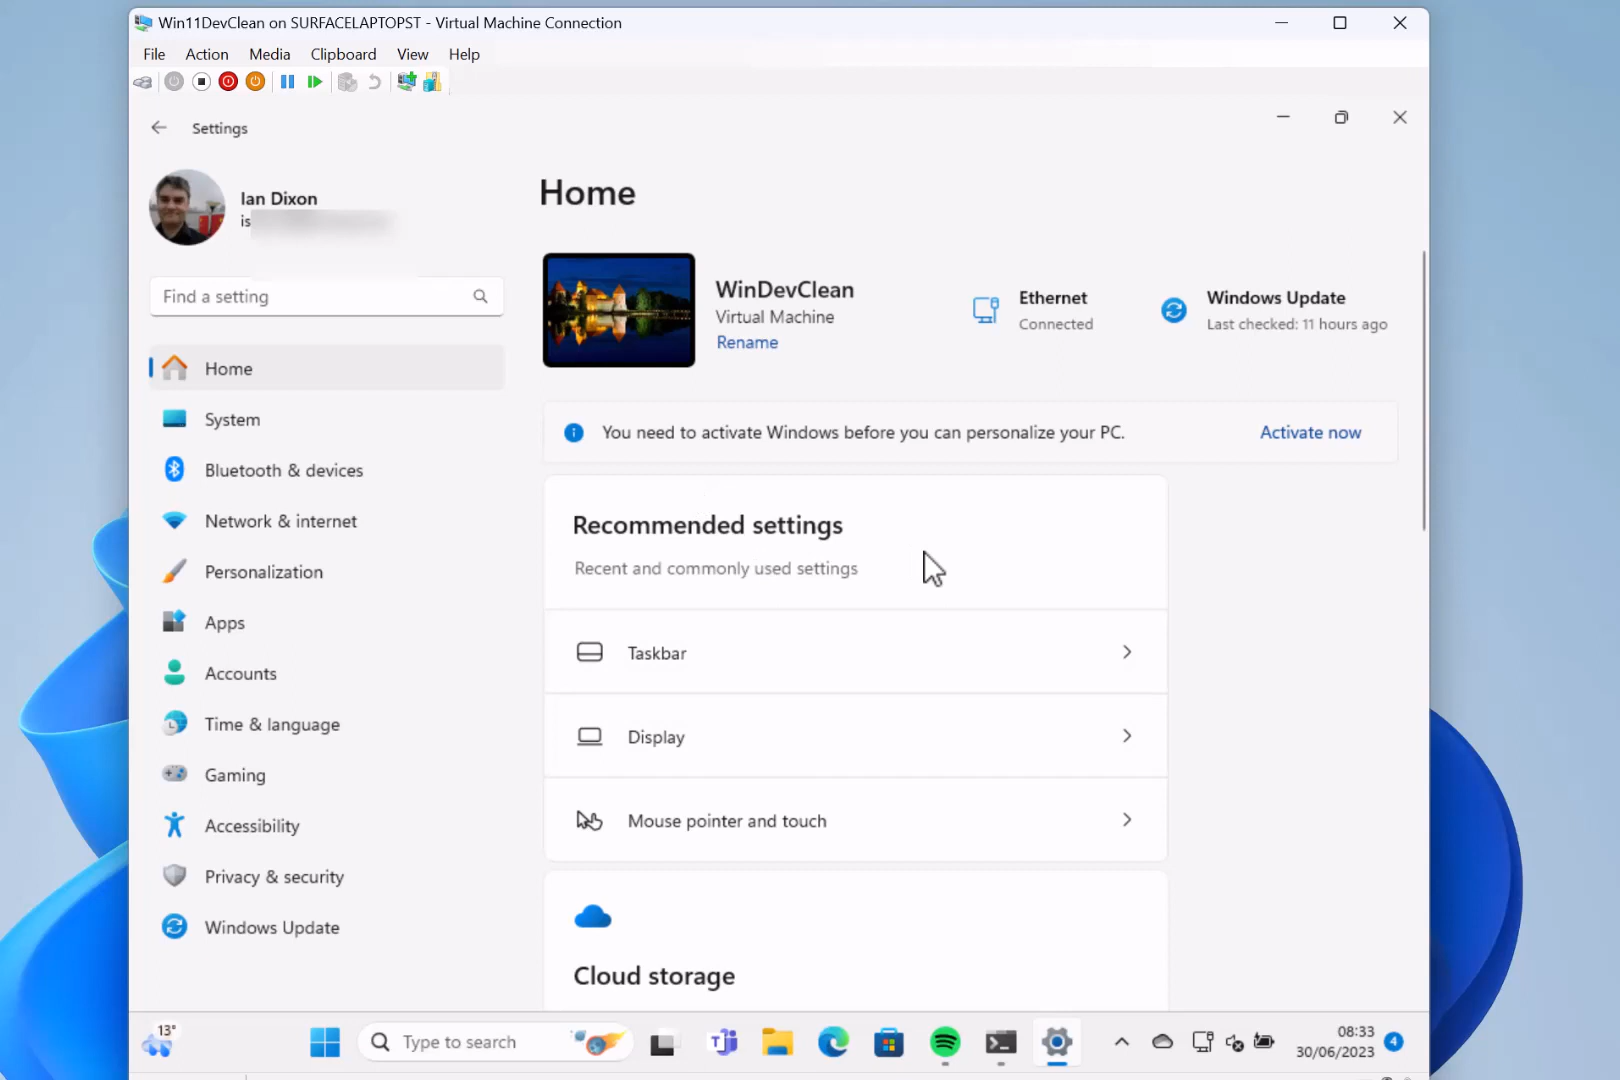 Win11DevClean on SURFACELAPTOPST - Virtual Machine Connection
File Action Media Clipboard View Help
Settings
Ian Dixon
is
Find a setting
Home
System
Bluetooth & devices
Network & internet
Personalization
Apps
Accounts
Time & language
Gaming
Accessibility
Privacy & security
Windows Update
Home
WinDevClean
Virtual Machine
Rename
Ethernet
Connected
Windows Update
Last checked: 11 hours ago
You need to activate Windows before you can personalize your PC.
Activate now
Recommended settings
Recent and commonly used settings
Taskbar
Display
Mouse pointer and touch
Cloud storage
13°
Type to search
08:33
30/06/2023
4